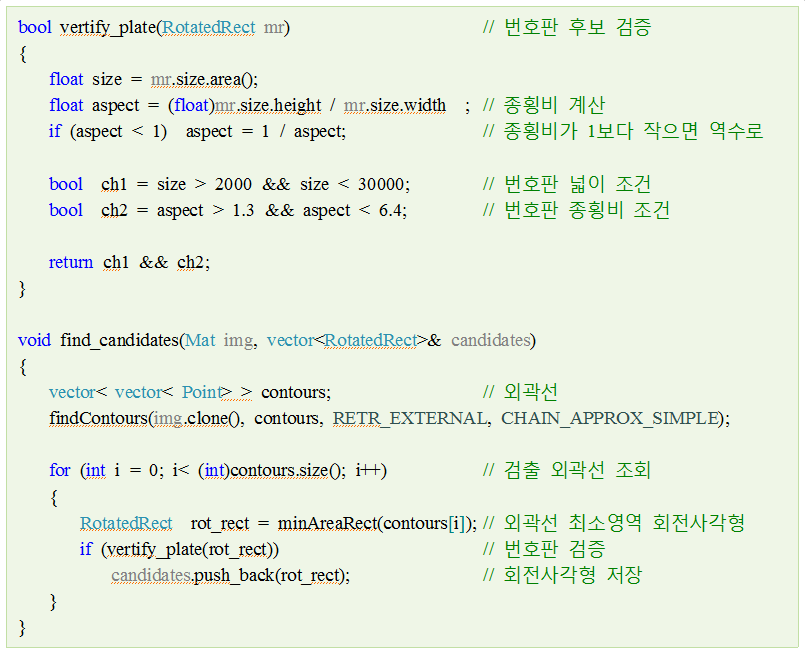 bool vertify_plate(RotatedRect mr) // 번호판 후보 검증
{
float size = mr.size.area();
float aspect = (float)mr.size.height / mr.size.width ; // 종횡비 계산
if (aspect < 1) aspect = 1 / aspect; // 종횡비가 1보다 작으면 역수로
bool ch1 = size > 2000 && size < 30000; // 번호판 넓이 조건
bool ch2 = aspect > 1.3 && aspect < 6.4; // 번호판 종횡비 조건
return ch1 && ch2;
}
void find_candidates(Mat img, vector<RotatedRect>& candidates)
{
vector< vector< Point> > contours; // 외곽선
findContours(img.clone(), contours, RETR_EXTERNAL, CHAIN_APPROX_SIMPLE);
for (int i = 0; i< (int)contours.size(); i++) // 검출 외곽선 조회
{
RotatedRect rot_rect = minAreaRect(contours[i]); // 외곽선 최소영역 회전사각형
if (vertify_plate(rot_rect)) // 번호판 검증
candidates.push_back(rot_rect); // 회전사각형 저장
}
}